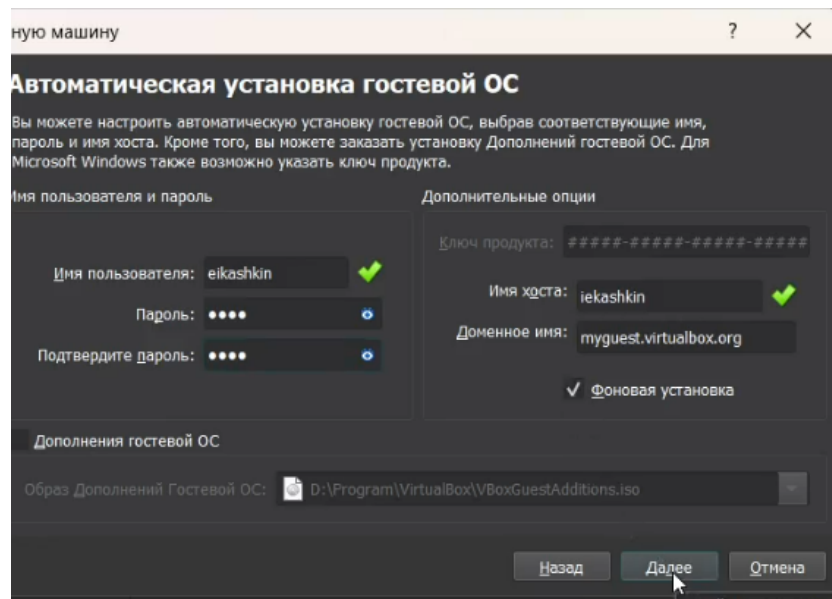 ную машину ?
Автоматическая установка гостевой ОС
Вы можете настроить автоматическую установку гостевой ОС, выбрав соответствующие имя,
пароль и имя хоста. Кроме того, вы можете заказать установку Дополнений гостевой ОС. Для
Microsoft Windows также возможно указать ключ продукта.
Имя пользователя и пароль
Имя пользователя: eikashkin
Пароль: ••••
Подтвердите пароль: ••••
Дополнительные опции
Ключ продукта: #####-#####-#####-#####
Имя хоста: iekashkin
Доменное имя: myguest.virtualbox.org
Фоновая установка
Дополнения гостевой ОС
Образ Дополнений Гостевой ОС: D:\Program\VirtualBox\VBoxGuestAdditions.iso
Назад Далее Отмена